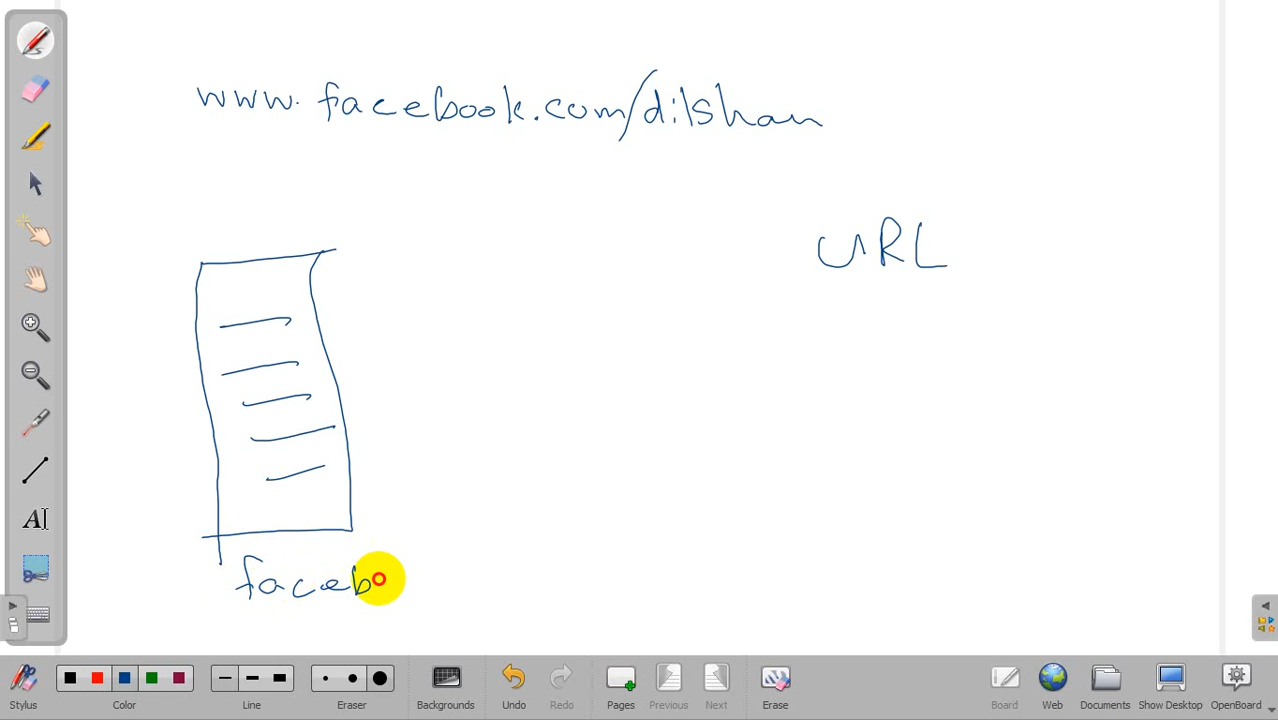 www.facebook.com/dilshan
URL
faceb
Stylus
Color
Line
Eraser
Backgrounds
Undo
Redo
Pages
Previous
Next
Erase
Board
Web
Documents
Show Desktop
OpenBoard